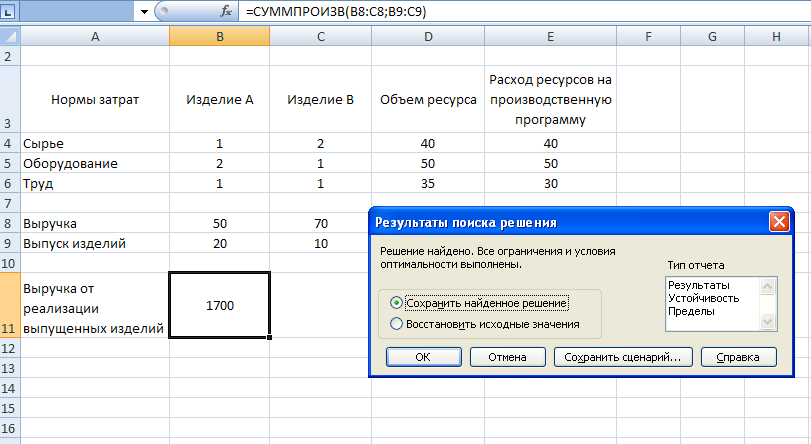 fx =СУММПРОИЗВ(B8:C8;B9:C9)
A B C D E F G H
2
3 Нормы затрат Изделие А Изделие В Объем ресурса Расход ресурсов на
производственную
программу
4 Сырье 1 2 40 40
5 Оборудование 2 1 50 50
6 Труд 1 1 35 30
7
8 Выручка 50 70
9 Выпуск изделий 20 10
10
11 Выручка от
реализации
выпущенных изделий 1700
12
13
14
15
16
Результаты поиска решения
Решение найдено. Все ограничения и условия
оптимальности выполнены.
Тип отчета
Результаты
Устойчивость
Пределы
Сохранить найденное решение
Восстановить исходные значения
ОК Отмена Сохранить сценарий... Справка